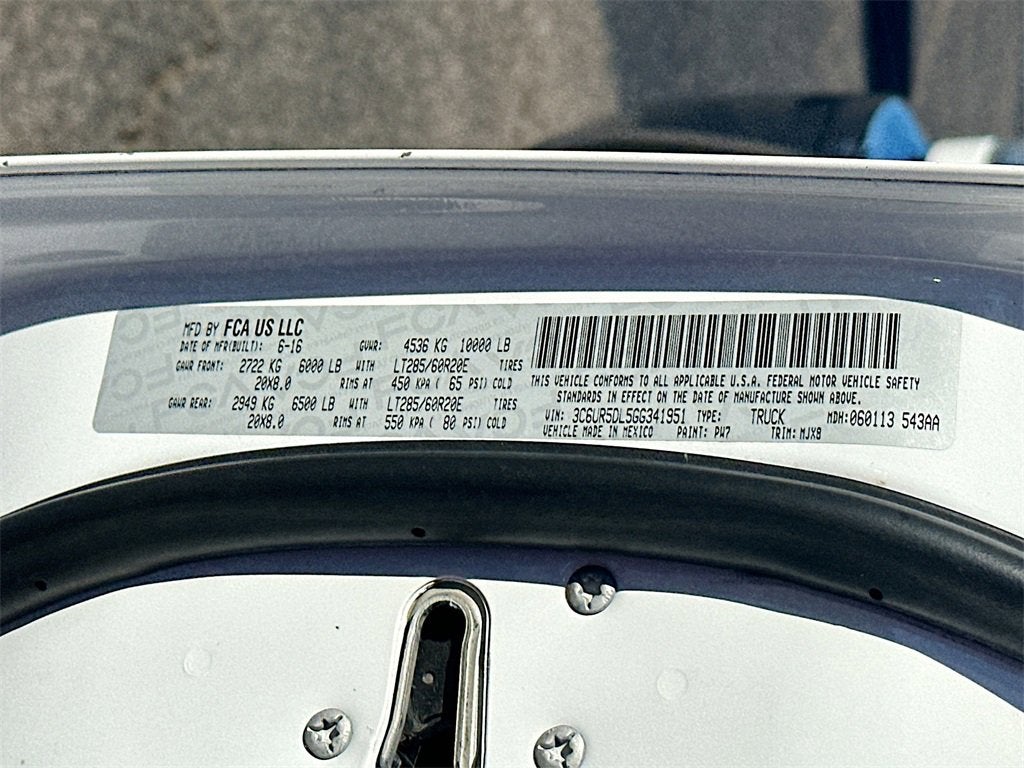 MFD BY FCA US LLC
DATE OF MFR(BUILT): 6-16 GVWR: 4536 KG 10000 LB
GAWR FRONT: 2722 KG 6000 LB WITH LT285/60R20E TIRES
20X8.0 RIMS AT 450 KPA ( 65 PSI) COLD
GAWR REAR: 2949 KG 6500 LB WITH LT285/60R20E TIRES
20X8.0 RIMS AT 550 KPA ( 80 PSI) COLD
THIS VEHICLE CONFORMS TO ALL APPLICABLE U.S.A. FEDERAL MOTOR VEHICLE SAFETY
STANDARDS IN EFFECT ON THE DATE OF MANUFACTURE SHOWN ABOVE.
VIN: 3C6UR5DL5GG341951 TYPE: TRUCK MDH:060113 543AA
VEHICLE MADE IN MEXICO PAINT: PW7 TRIM: MJX8